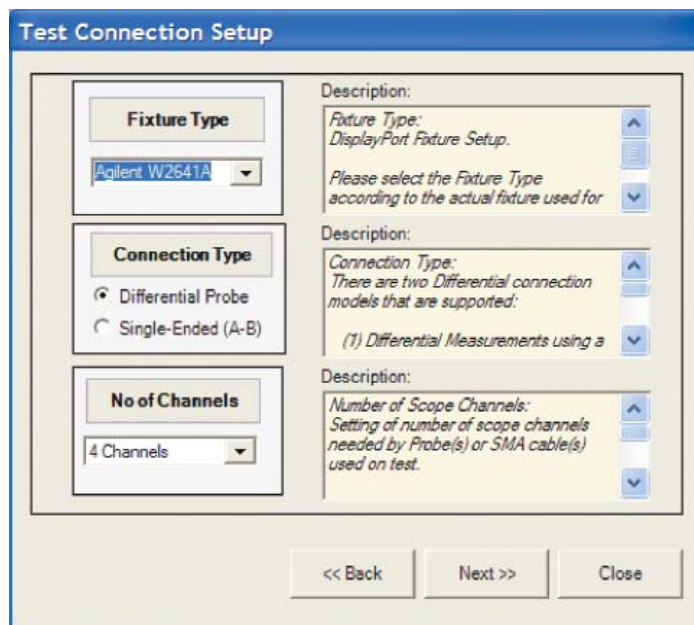 Test Connection Setup
Fixture Type
Agilent W2641A
Description:
Fixture Type:
DisplayPort Fixture Setup.
Please select the Fixture Type
according to the actual fixture used for
Connection Type
Differential Probe
Single-Ended (A-B)
Description:
Connection Type:
There are two Differential connection
models that are supported:
(1) Differential Measurements using a
No of Channels
4 Channels
Description:
Number of Scope Channels:
Setting of number of scope channels
needed by Probe(s) or SMA cable(s)
used on test.
<< Back
Next >>
Close